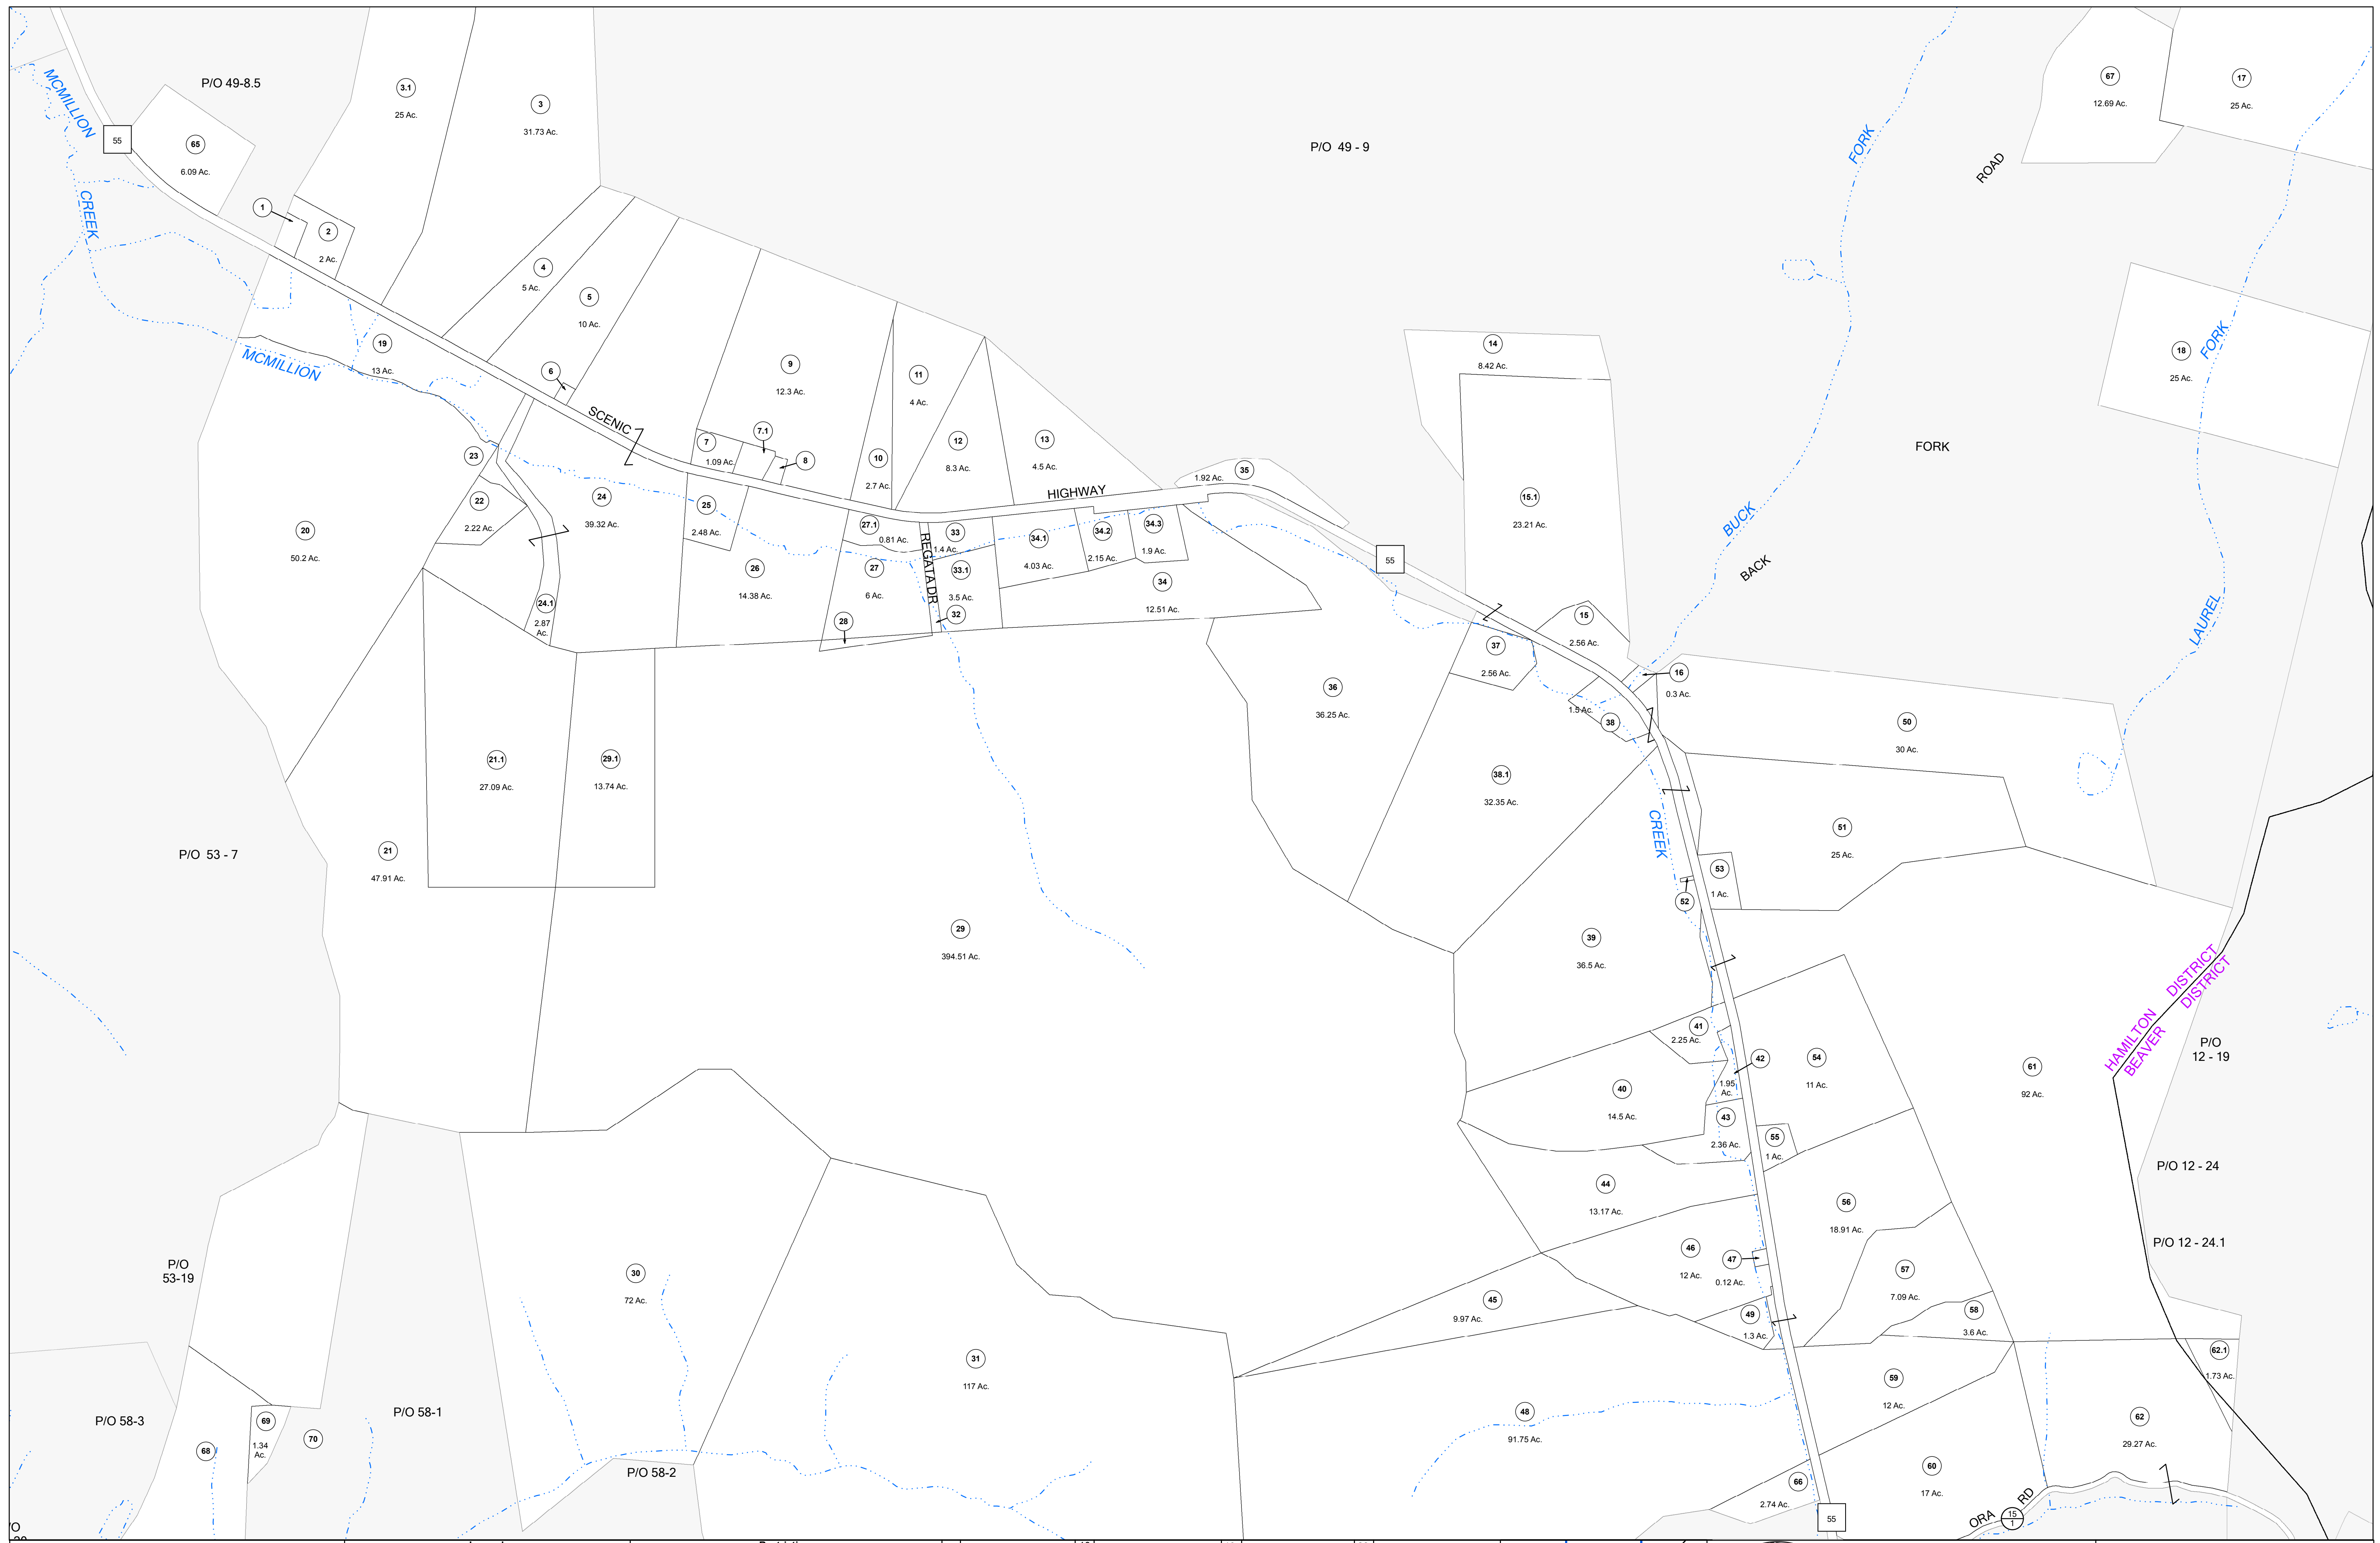 MCMILLION
CREEK
P/O 49-8.5
55
65
6.09 Ac.
1
2
2 Ac.
3.1
25 Ac.
3
31.73 Ac.
4
5 Ac.
5
10 Ac.
P/O 49 - 9
FORK
ROAD
67
12.69 Ac.
17
25 Ac.
MCMILLION
19
13 Ac.
6
SCENIC
9
12.3 Ac.
7
1.09 Ac.
7.1
8
11
4 Ac.
10
2.7 Ac.
12
8.3 Ac.
13
4.5 Ac.
HIGHWAY
35
1.92 Ac.
14
8.42 Ac.
15.1
23.21 Ac.
FORK
18
25 Ac.
FORK
BUCK
BACK
LAUREL
23
22
2.22 Ac.
24
39.32 Ac.
20
50.2 Ac.
25
2.48 Ac.
26
14.38 Ac.
27.1
0.81 Ac.
27
6 Ac.
28
REGATA DR
33
1.4 Ac.
33.1
3.5 Ac.
32
34.1
4.03 Ac.
34.2
2.15 Ac.
34.3
1.9 Ac.
34
12.51 Ac.
55
24.1
2.87
Ac.
15
2.56 Ac.
37
2.56 Ac.
16
0.3 Ac.
36
36.25 Ac.
1.5 Ac.
38
50
30 Ac.
21.1
27.09 Ac.
29.1
13.74 Ac.
38.1
32.35 Ac.
CREEK
51
25 Ac.
P/O 53 - 7
21
47.91 Ac.
53
1 Ac.
52
29
394.51 Ac.
39
36.5 Ac.
HAMILTON DISTRICT
BEAVER DISTRICT
P/O
12 - 19
41
2.25 Ac.
42
1.95
Ac.
54
11 Ac.
61
92 Ac.
40
14.5 Ac.
43
2.36 Ac.
55
1 Ac.
P/O 12 - 24
44
13.17 Ac.
56
18.91 Ac.
P/O 12 - 24.1
P/O
53-19
30
72 Ac.
46
12 Ac.
47
0.12 Ac.
57
7.09 Ac.
45
9.97 Ac.
49
1.3 Ac.
58
3.6 Ac.
31
117 Ac.
62.1
1.73 Ac.
59
12 Ac.
P/O 58-3
69
1.34
Ac.
P/O 58-1
70
68
48
91.75 Ac.
62
29.27 Ac.
P/O 58-2
66
2.74 Ac.
60
17 Ac.
55
ORA RD
15
1